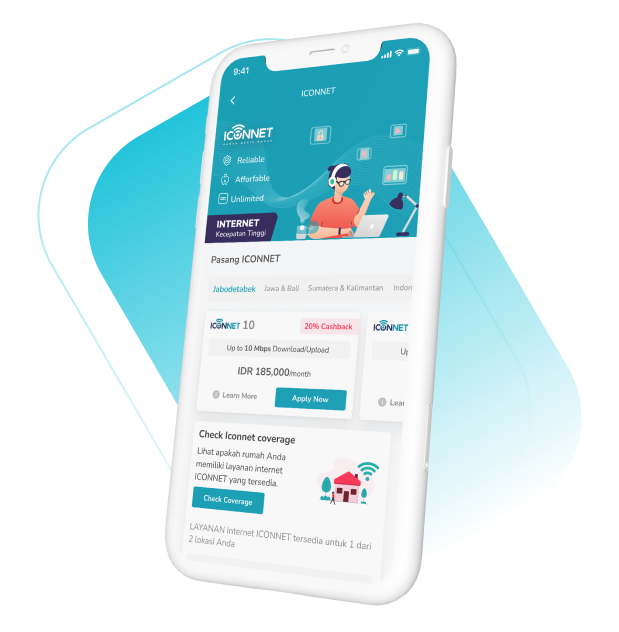 9:41
ICONNET
ICONNET
Reliable
Afforfable
Unlimited
INTERNET
Kecepatan Tinggi
Pasang ICONNET
Jabodetabek Jawa & Bali Sumatera & Kalimantan Indon
ICONNET 10 20% Cashback
Up to 10 Mbps Download/Upload
IDR 185,000/month
Learn More Apply Now
ICONNET
Up
Lear
Check Iconnet coverage
Lihat apakah rumah Anda
memiliki layanan internet
ICONNET yang tersedia.
Check Coverage
LAYANAN Internet ICONNET tersedia untuk 1 dari
2 lokasi Anda